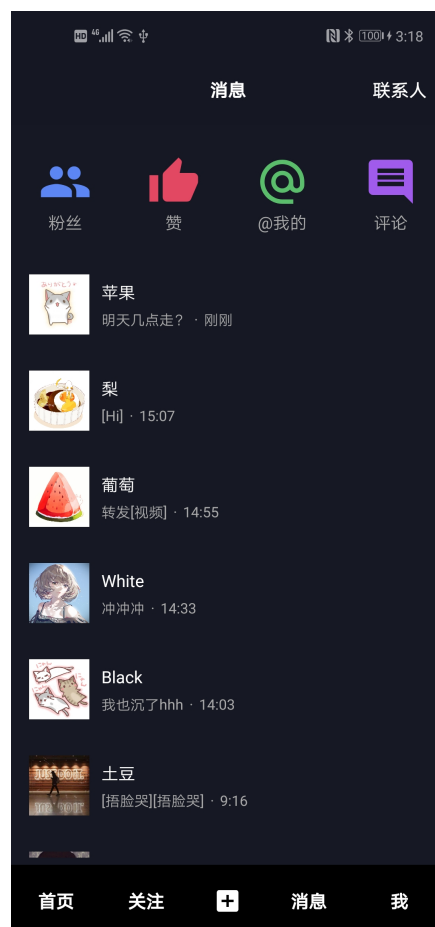 HD 4G 100 3:18
消息 联系人
粉丝 赞 @我的 评论
苹果
明天几点走？ · 刚刚
梨
[Hi] · 15:07
葡萄
转发[视频] · 14:55
White
冲冲冲 · 14:33
Black
我也沉了hhh · 14:03
土豆
[捂脸哭][捂脸哭] · 9:16
首页 关注 消息 我